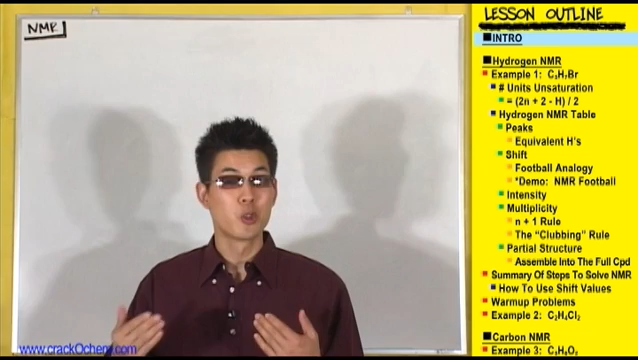 NMR
LESSON OUTLINE
INTRO
Hydrogen NMR
Example 1: C₃H₇Br
# Units Unsaturation
= (2n + 2 - H) / 2
Hydrogen NMR Table
Peaks
Equivalent H's
Shift
Football Analogy
*Demo: NMR Football
Intensity
Multiplicity
n + 1 Rule
The "Clubbing" Rule
Partial Structure
Assemble Into The Full Cpd
Summary Of Steps To Solve NMR
How To Use Shift Values
Warmup Problems
Example 2: C₂H₄Cl₂
Carbon NMR
Example 3:
www.crackOchem.com